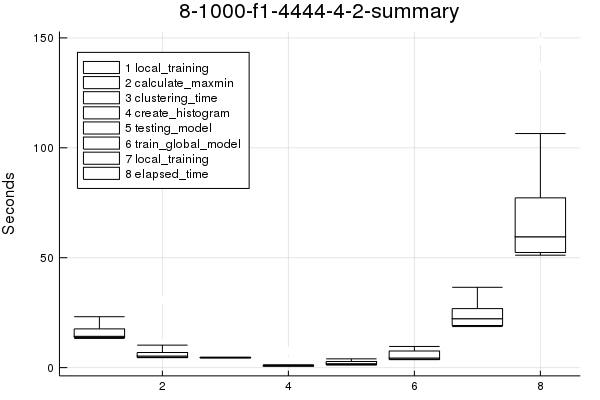 8-1000-f1-4444-4-2-summary
150
1 local_training
2 calculate_maxmin
3 clustering_time
4 create_histogram
5 testing_model
6 train_global_model
7 local_training
8 elapsed_time
100
Seconds
50
0
2
4
6
8